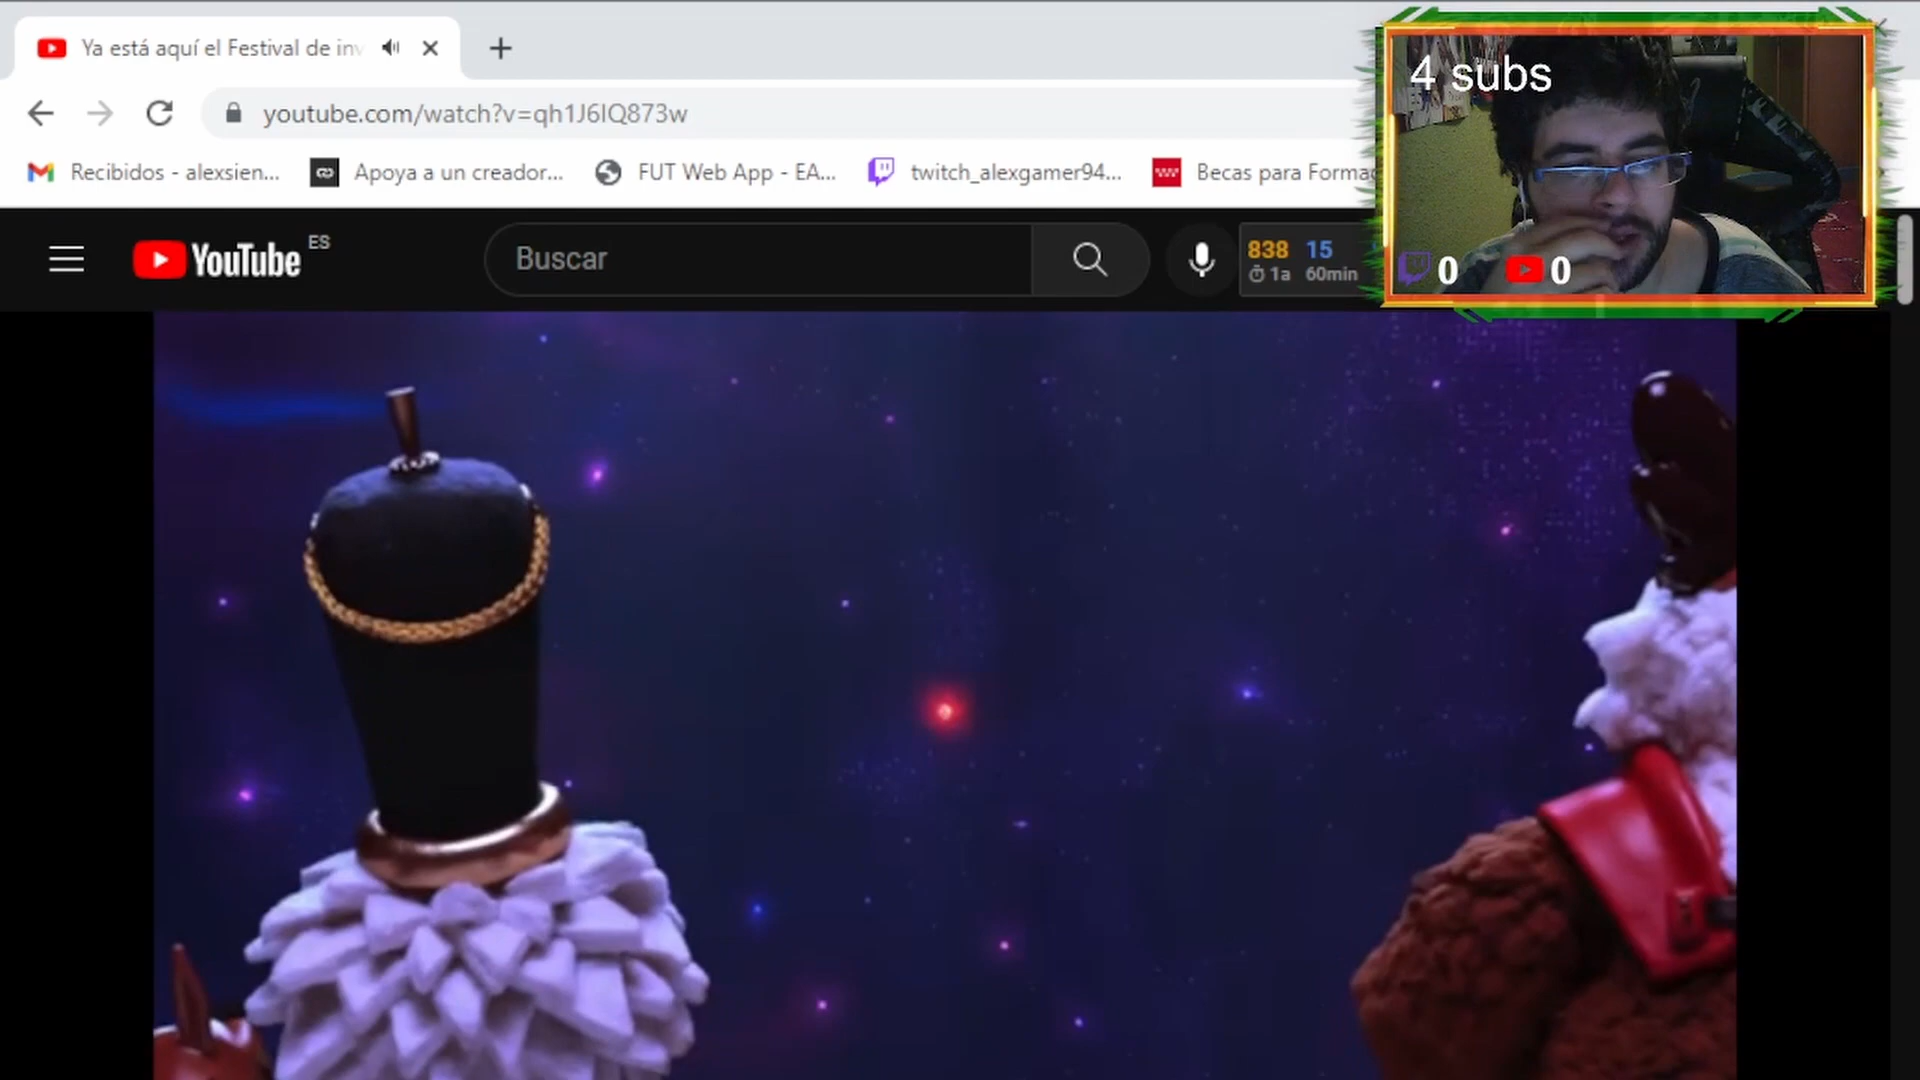 Ya está aquí el Festival de inv
youtube.com/watch?v=qh1J6IQ873w
Recibidos - alexsien...
Apoya a un creador...
FUT Web App - EA...
twitch_alexgamer94...
Becas para Formac
YouTube ES
Buscar
838 15
1a 60min
4 subs
0 0